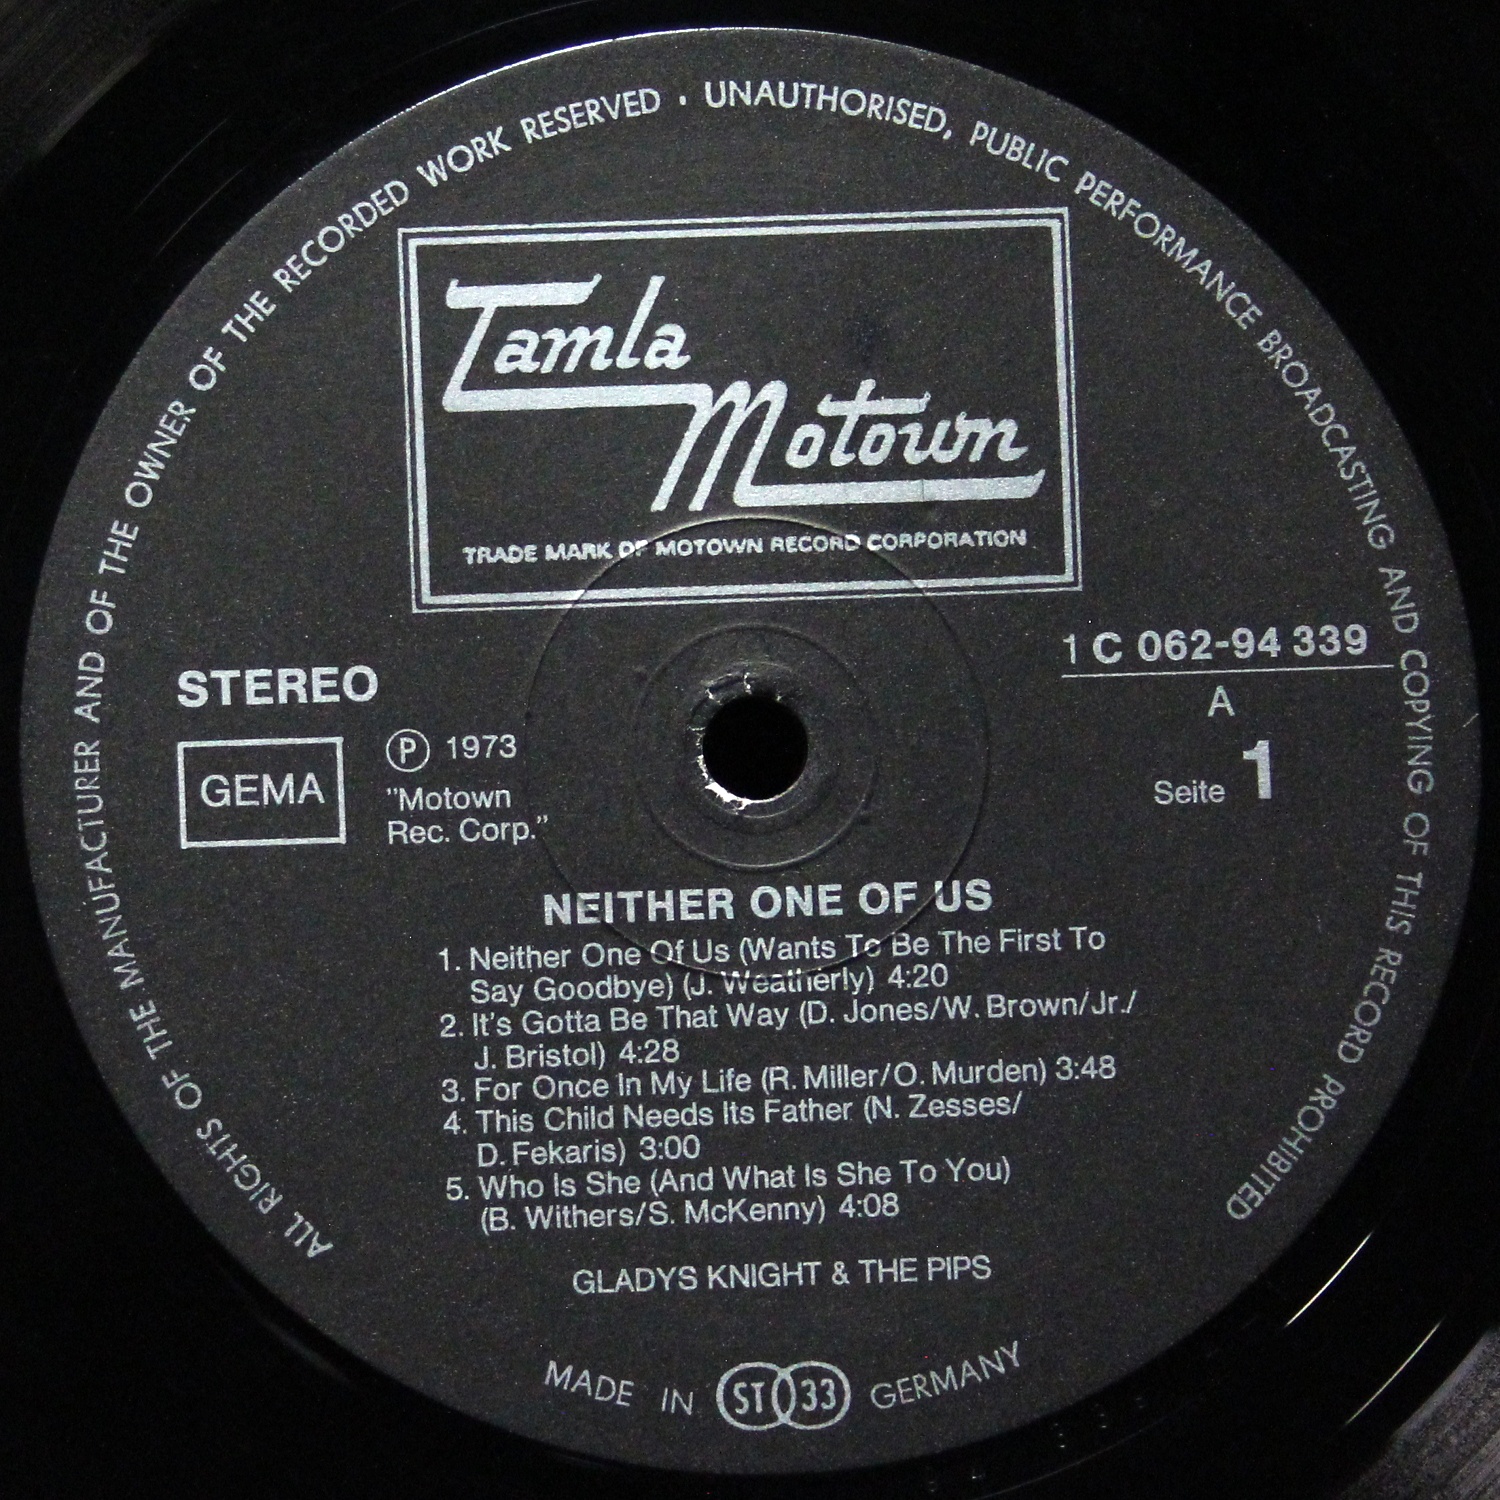 ALL RIGHTS OF THE MANUFACTURER AND OF THE OWNER OF THE RECORDED WORK RESERVED · UNAUTHORISED, PUBLIC PERFORMANCE BROADCASTING AND COPYING OF THIS RECORD PROHIBITED
Tamla
Motown
TRADE MARK OF MOTOWN RECORD CORPORATION
STEREO
GEMA
Ⓟ 1973
"Motown
Rec. Corp."
1 C 062-94 339
A
Seite 1
NEITHER ONE OF US
1. Neither One Of Us (Wants To Be The First To
Say Goodbye) (J. Weatherly) 4:20
2. It's Gotta Be That Way (D. Jones/W. Brown/Jr./
J. Bristol) 4:28
3. For Once In My Life (R. Miller/O. Murden) 3:48
4. This Child Needs Its Father (N. Zesses/
D. Fekaris) 3:00
5. Who Is She (And What Is She To You)
(B. Withers/S. McKenny) 4:08
GLADYS KNIGHT & THE PIPS
MADE IN ST 33 GERMANY